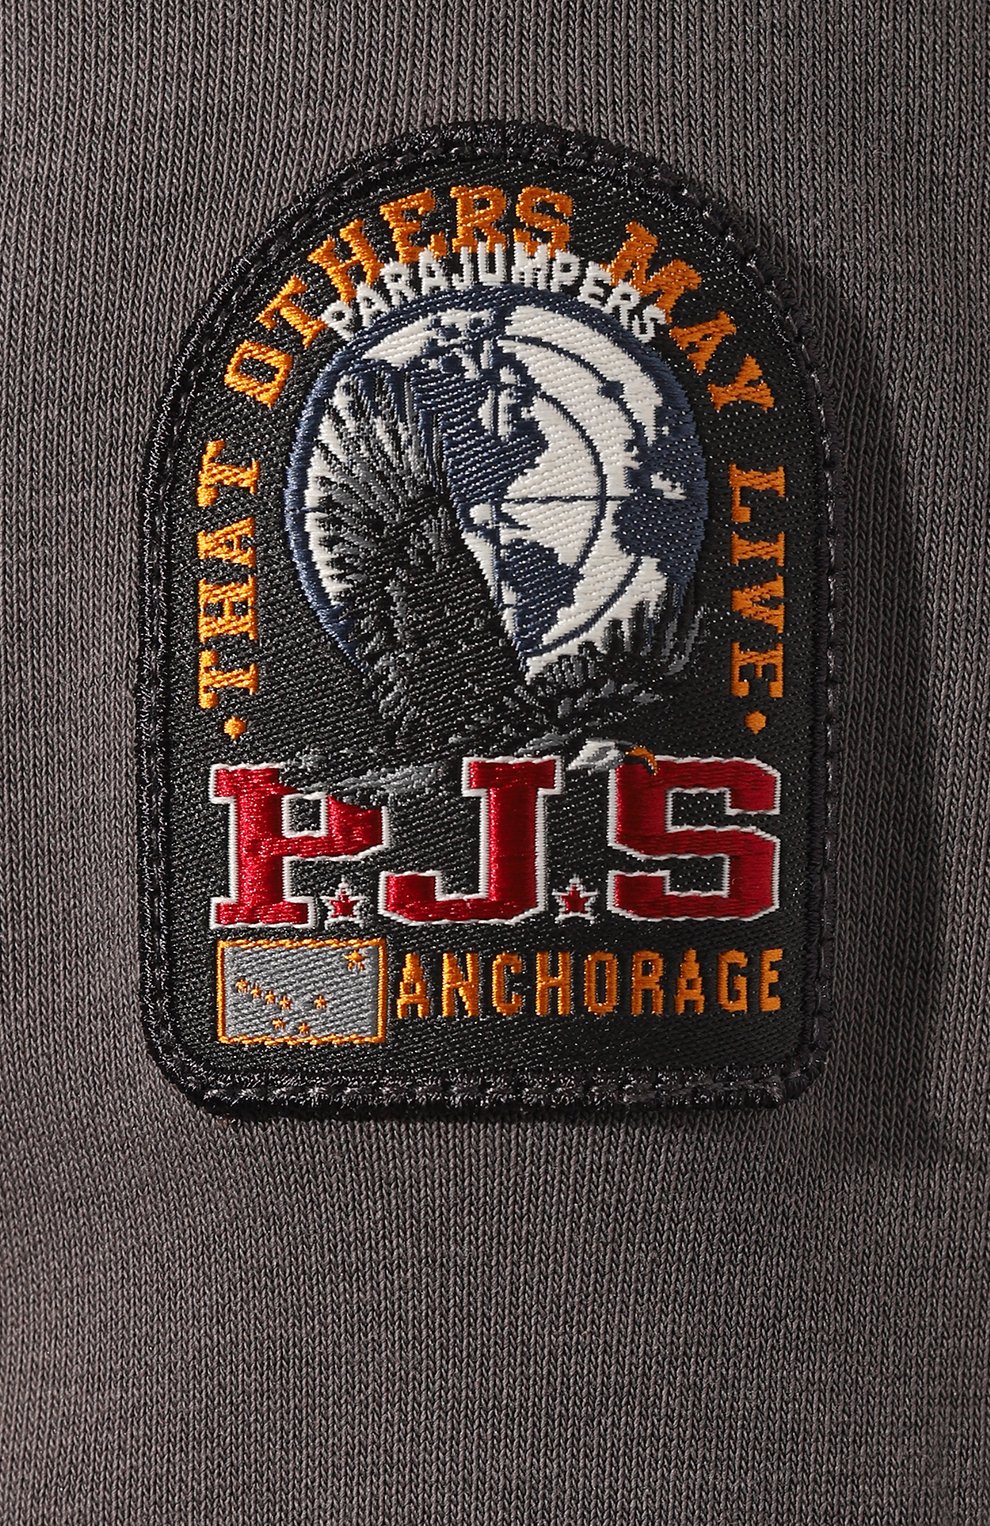 ·THAT OTHERS MAY LIVE·
PARAJUMPERS
P.J.S
ANCHORAGE